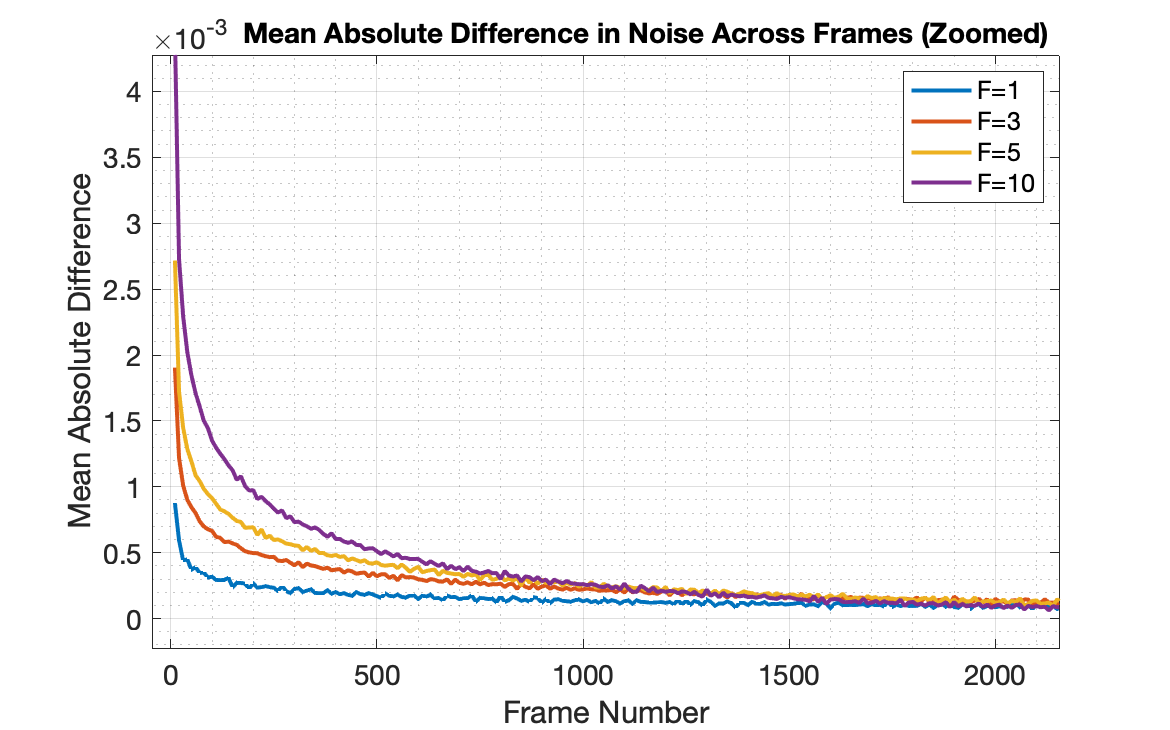 ×10⁻³ Mean Absolute Difference in Noise Across Frames (Zoomed)
F=1
F=3
F=5
F=10
4
3.5
3
2.5
2
1.5
1
0.5
0
Mean Absolute Difference
0 500 1000 1500 2000
Frame Number